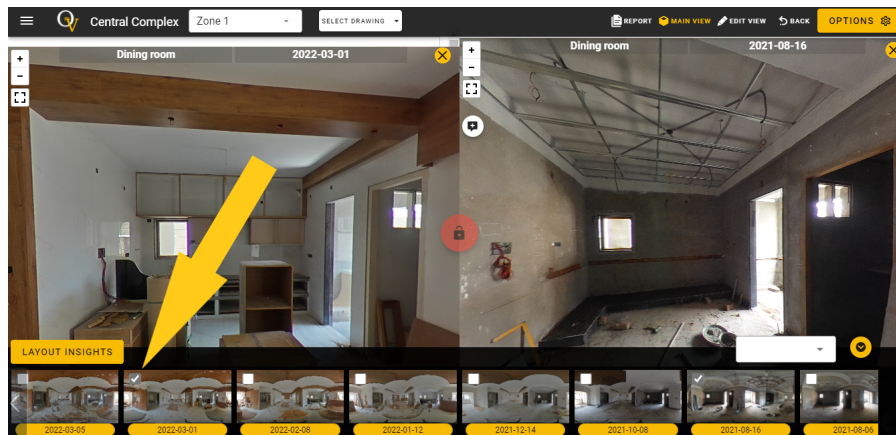 QV Central Complex Zone 1 SELECT DRAWING REPORT MAIN VIEW EDIT VIEW BACK OPTIONS
Dining room 2022-03-01
Dining room 2021-08-16
LAYOUT INSIGHTS
2022-03-05 2022-03-01 2022-02-08 2022-01-12 2021-12-14 2021-10-08 2021-08-16 2021-08-06